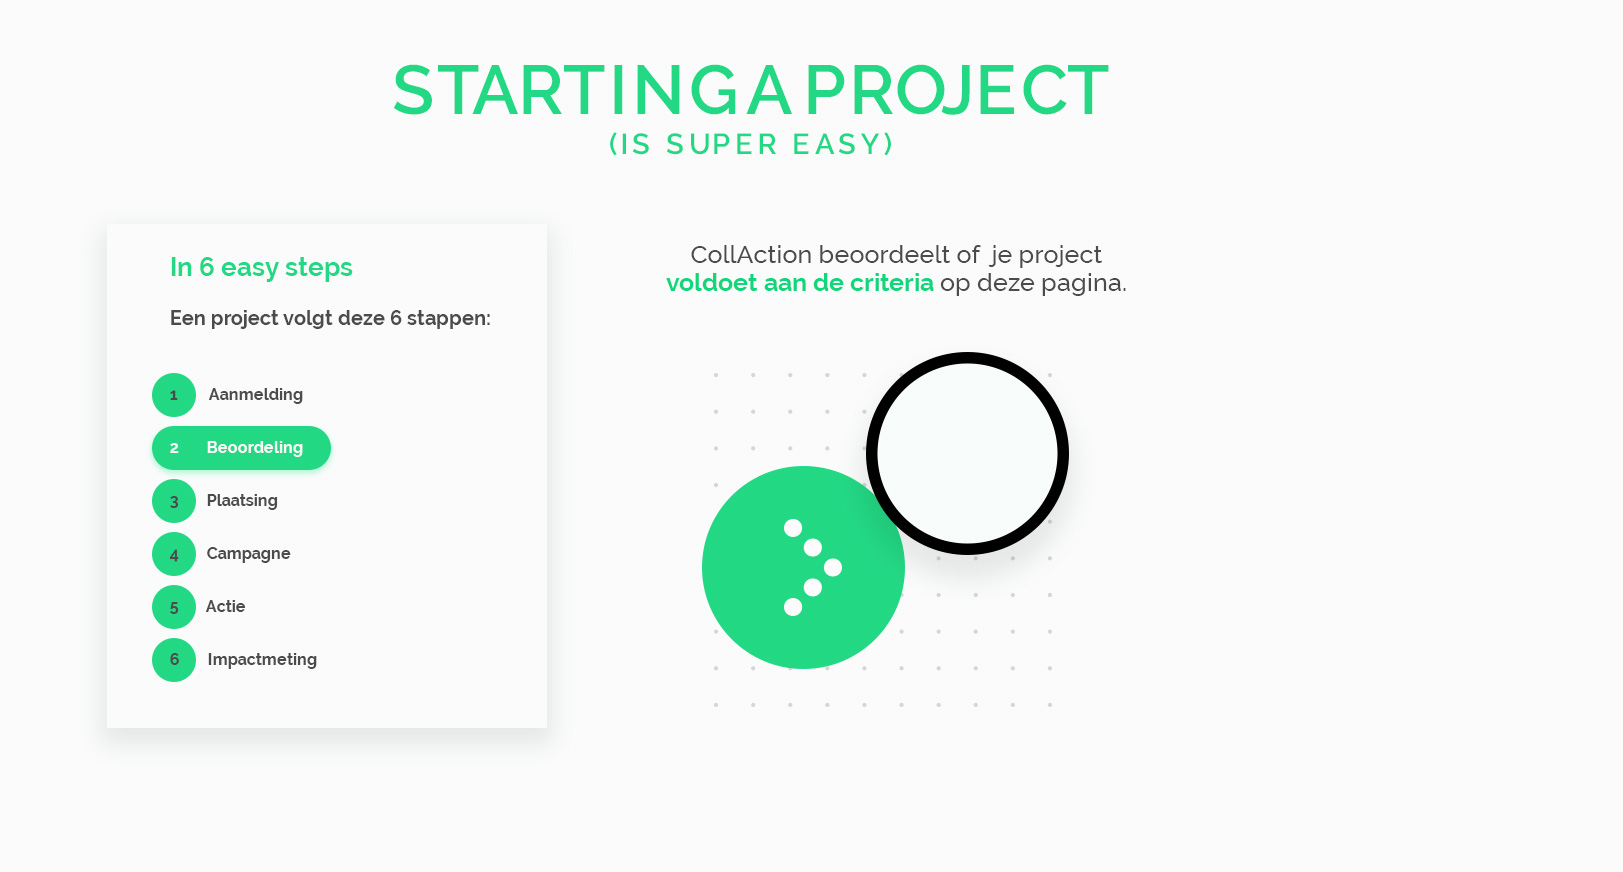 STARTING A PROJECT
(IS SUPER EASY)
In 6 easy steps
Een project volgt deze 6 stappen:
1 Aanmelding
2 Beoordeling
3 Plaatsing
4 Campagne
5 Actie
6 Impactmeting
CollAction beoordeelt of je project
voldoet aan de criteria op deze pagina.